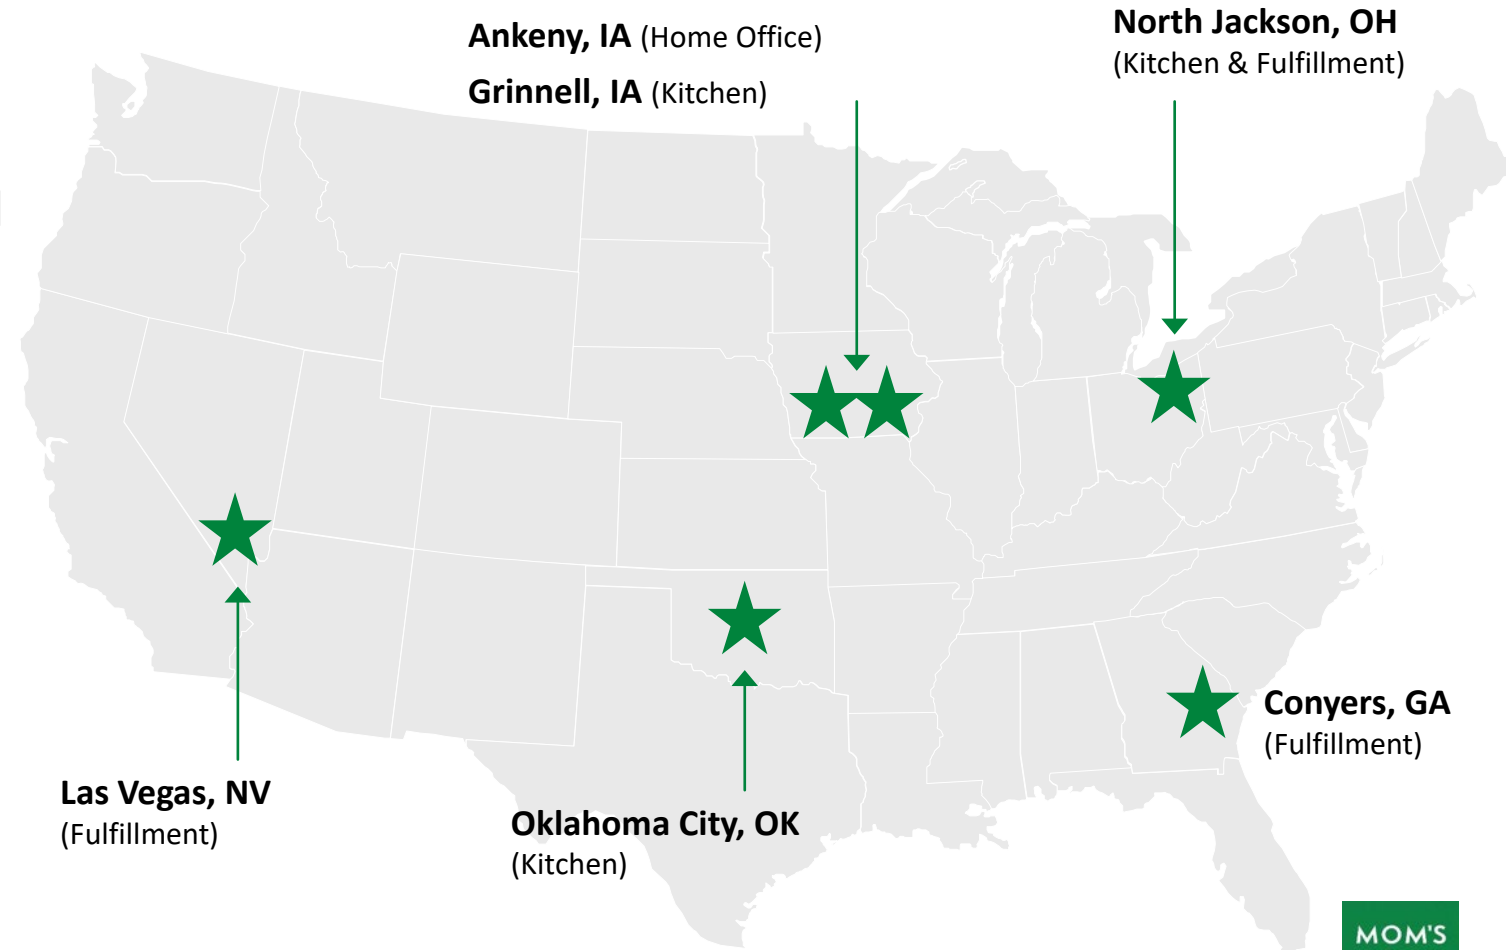 Ankeny, IA (Home Office)
Grinnell, IA (Kitchen)
North Jackson, OH
(Kitchen & Fulfillment)
Conyers, GA
(Fulfillment)
Las Vegas, NV
(Fulfillment)
Oklahoma City, OK
(Kitchen)
MOM'S